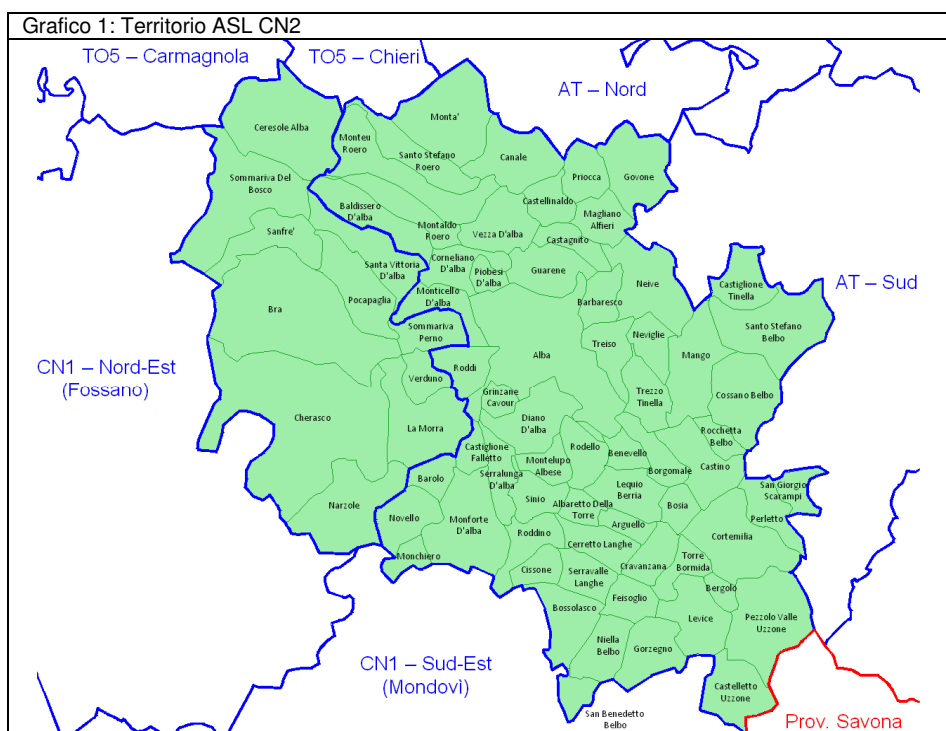 Grafico 1: Territorio ASL CN2
TO5 – Carmagnola
TO5 – Chieri
AT – Nord
Ceresole Alba
Monteu
Roero
Monta'
Santo Stefano
Roero
Canale
Priocca
Govone
Sommariva Del
Bosco
Baldissero
D'alba
Castellinaldo
Magliano
Alfieri
Montaldo
Roero
Vezza D'alba
Castagnito
Sanfre'
Santa Vittoria
D'alba
Corneliano
D'alba
Piobesi
D'alba
Guarene
Neive
Castiglione
Tinella
AT – Sud
Bra
Pocapaglia
Monticello
D'alba
Barbaresco
Sommariva
Perno
Treiso
Neviglie
Santo Stefano
Belbo
Mango
Alba
CN1 – Nord-Est
(Fossano)
Roddi
Verduno
Grinzane
Cavour
Trezzo
Tinella
Cossano Belbo
Cherasco
La Morra
Diano
D'alba
Rocchetta
Belbo
Castiglione
Falletto
Rodello
Benevello
Montelupo
Albese
Borgomale
Castino
Barolo
Serralunga
D'alba
Lequio
Berria
San Giorgio
Scarampi
Narzole
Novello
Monforte
D'alba
Sinio
Albaretto Della
Torre
Bosia
Perletto
Arguello
Roddino
Cortemilia
Cerretto Langhe
Monchiero
Cissone
Serravalle
Langhe
Cravanzana
Torre
Bormida
Bergolo
Feisoglio
Bossolasco
Levice
Pezzolo Valle
Uzzone
Niella
Belbo
Gorzegno
CN1 – Sud-Est
(Mondovì)
Castelletto
Uzzone
San Benedetto
Belbo
Prov. Savona